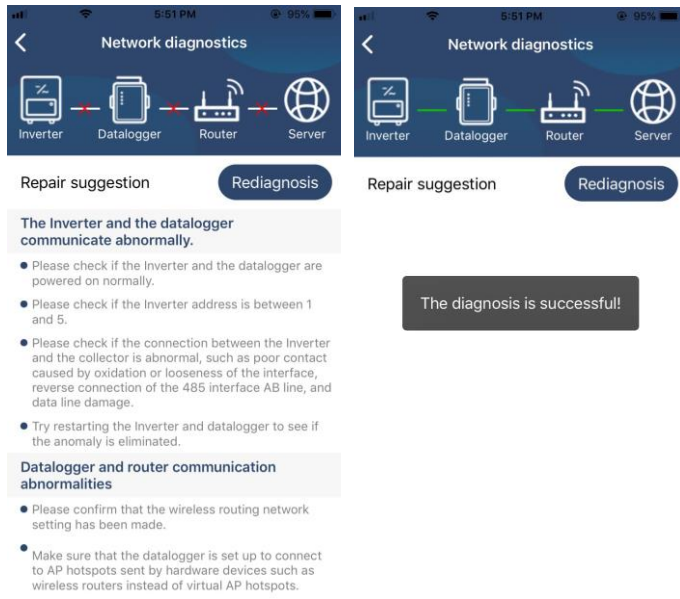 5:51 PM
95%
Network diagnostics
Inverter
Datalogger
Router
Server
Repair suggestion
Rediagnosis
The Inverter and the datalogger
communicate abnormally.
Please check if the Inverter and the datalogger are
powered on normally.
Please check if the Inverter address is between 1
and 5.
Please check if the connection between the Inverter
and the collector is abnormal, such as poor contact
caused by oxidation or looseness of the interface,
reverse connection of the 485 interface AB line, and
data line damage.
Try restarting the Inverter and datalogger to see if
the anomaly is eliminated.
Datalogger and router communication
abnormalities
Please confirm that the wireless routing network
setting has been made.
Make sure that the datalogger is set up to connect
to AP hotspots sent by hardware devices such as
wireless routers instead of virtual AP hotspots.
5:51 PM
95%
Network diagnostics
Inverter
Datalogger
Router
Server
Repair suggestion
Rediagnosis
The diagnosis is successful!